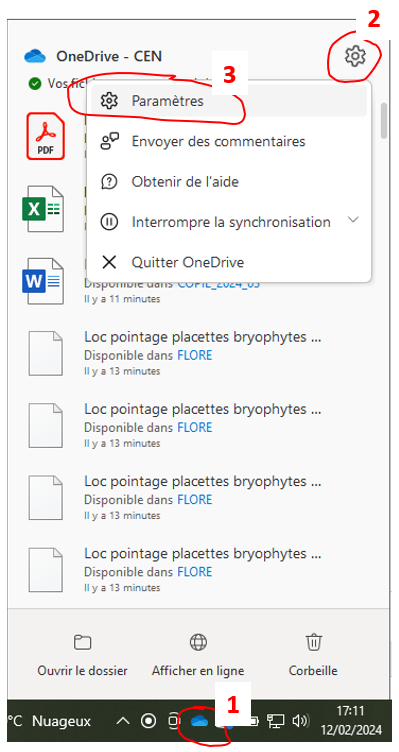 2
OneDrive - CEN
3
Vos
Paramètres
PDF
Envoyer des commentaires
Obtenir de l'aide
X
Interrompre la synchronisation
Quitter OneDrive
W
Disponible dans COPIE_2024_03
Il y a 11 minutes
Loc pointage placettes bryophytes ...
Disponible dans FLORE
Il y a 13 minutes
Loc pointage placettes bryophytes ...
Disponible dans FLORE
Il y a 13 minutes
Loc pointage placettes bryophytes ...
Disponible dans FLORE
Il y a 13 minutes
Loc pointage placettes bryophytes ...
Disponible dans FLORE
Il y a 13 minutes
Ouvrir le dossier
Afficher en ligne
Corbeille
1
°C Nuageux
17:11
12/02/2024